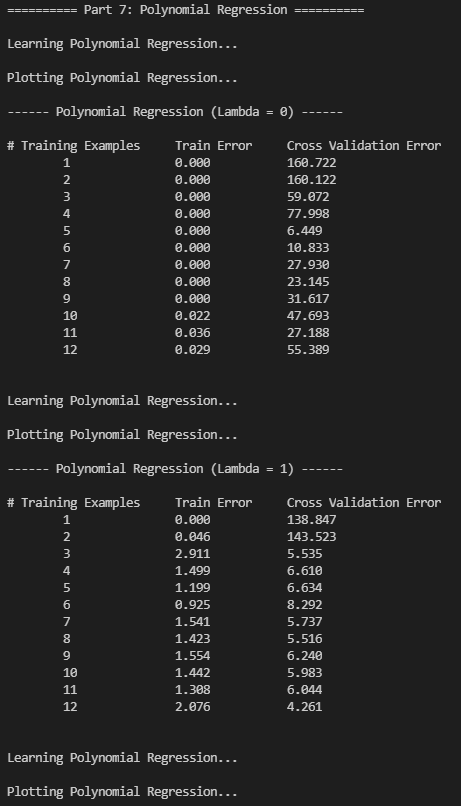 ========== Part 7: Polynomial Regression ==========
Learning Polynomial Regression...
Plotting Polynomial Regression...
------ Polynomial Regression (Lambda = 0) ------
# Training Examples Train Error Cross Validation Error
1 0.000 160.722
2 0.000 160.122
3 0.000 59.072
4 0.000 77.998
5 0.000 6.449
6 0.000 10.833
7 0.000 27.930
8 0.000 23.145
9 0.000 31.617
10 0.022 47.693
11 0.036 27.188
12 0.029 55.389
Learning Polynomial Regression...
Plotting Polynomial Regression...
------ Polynomial Regression (Lambda = 1) ------
# Training Examples Train Error Cross Validation Error
1 0.000 138.847
2 0.046 143.523
3 2.911 5.535
4 1.499 6.610
5 1.199 6.634
6 0.925 8.292
7 1.541 5.737
8 1.423 5.516
9 1.554 6.240
10 1.442 5.983
11 1.308 6.044
12 2.076 4.261
Learning Polynomial Regression...
Plotting Polynomial Regression...